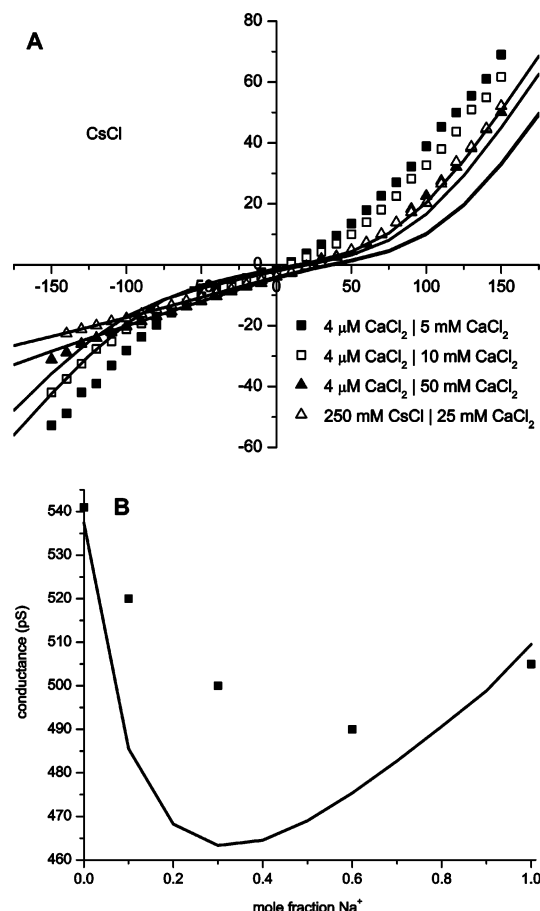 A
80
60
40
20
0
-20
-40
-60
-150 -100 -50 0 50 100 150
CsCl
4 μM CaCl₂ | 5 mM CaCl₂
4 μM CaCl₂ | 10 mM CaCl₂
4 μM CaCl₂ | 50 mM CaCl₂
250 mM CsCl | 25 mM CaCl₂
B
conductance (pS)
540
530
520
510
500
490
480
470
460
0.0 0.2 0.4 0.6 0.8 1.0
mole fraction Na⁺